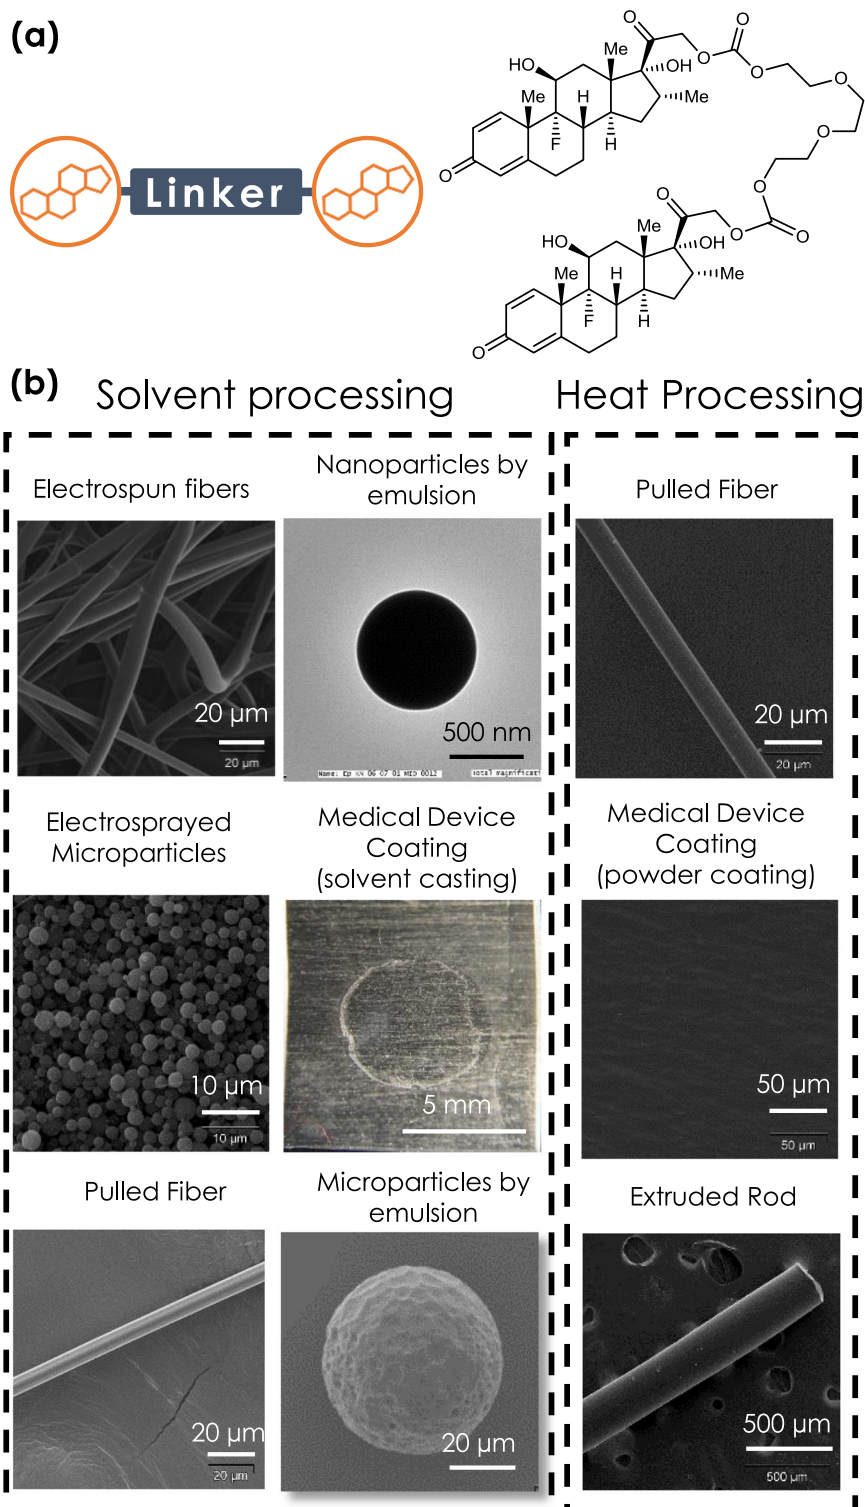 (a)
Linker
O
O
O
O
O
O
O
O
O
O
HO
Me
OH
Me
Me
H
F
H
O
HO
Me
OH
Me
Me
H
F
H
O
(b)
Solvent processing
Heat Processing
Electrospun fibers
20 µm
20 µm
Nanoparticles by
emulsion
500 nm
Pulled Fiber
20 µm
20 µm
Electrosprayed
Microparticles
10 µm
10 µm
Medical Device
Coating
(solvent casting)
5 mm
Medical Device
Coating
(powder coating)
50 µm
50 µm
Pulled Fiber
20 µm
20 µm
Microparticles by
emulsion
20 µm
Extruded Rod
500 µm
500 µm